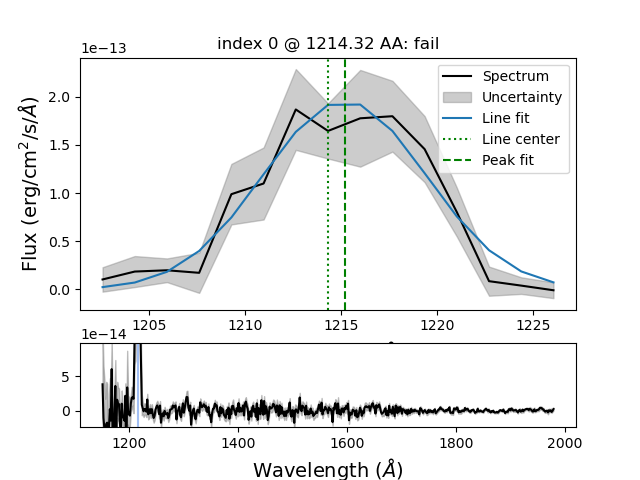 index 0 @ 1214.32 AA: fail
1e−13
Flux (erg/cm²/s/Å)
2.0
1.5
1.0
0.5
0.0
Spectrum
Uncertainty
Line fit
Line center
Peak fit
1205 1210 1215 1220 1225
1e−14
5
0
1200 1400 1600 1800 2000
Wavelength (Å)